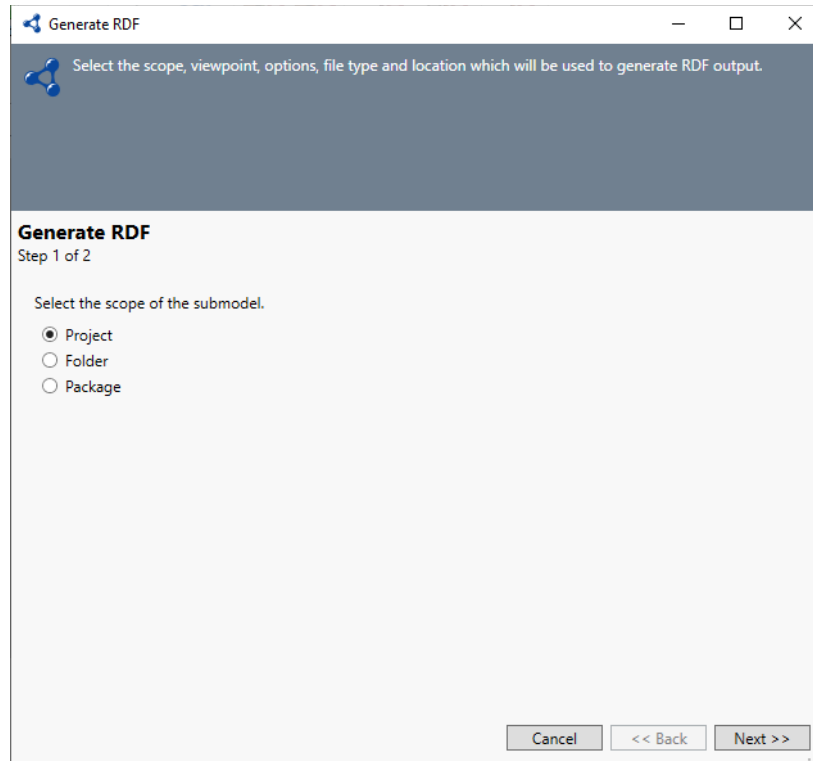 Generate RDF
Select the scope, viewpoint, options, file type and location which will be used to generate RDF output.
Generate RDF
Step 1 of 2
Select the scope of the submodel.
Project
Folder
Package
Cancel << Back Next >>